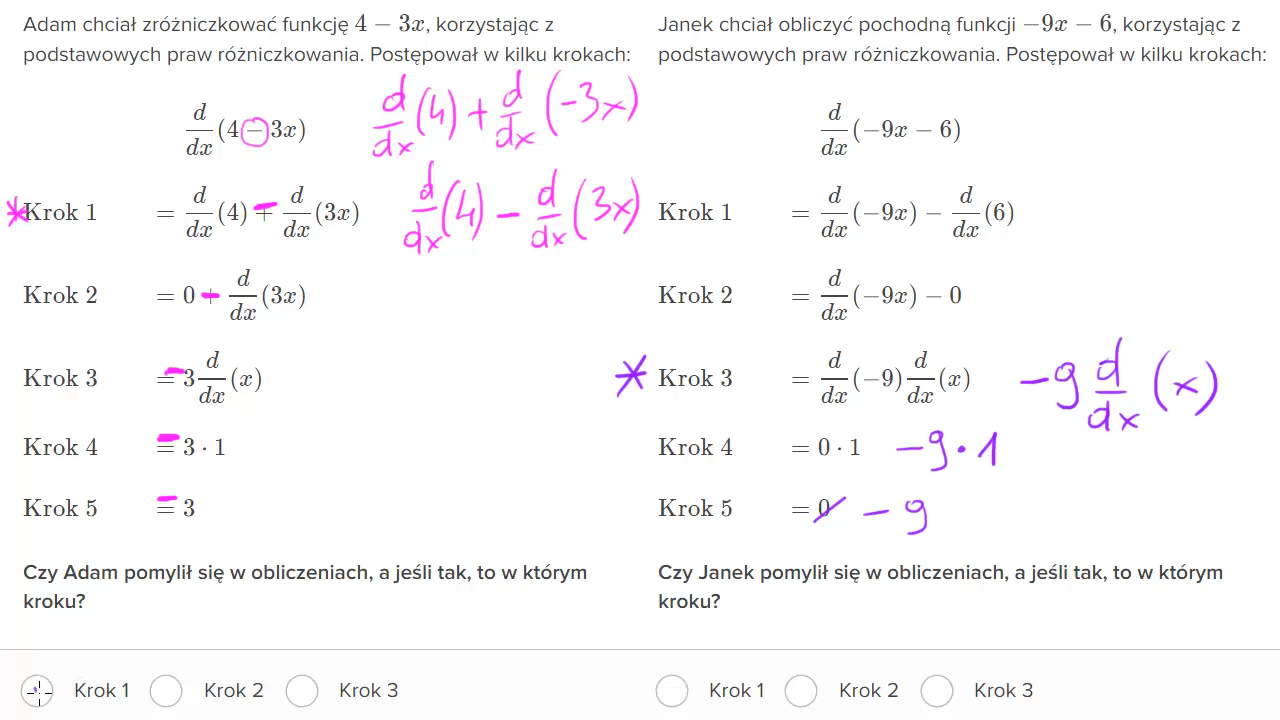 Adam chciał zróżniczkować funkcję 4 − 3x, korzystając z
podstawowych praw różniczkowania. Postępował w kilku krokach:
d/dx (4 − 3x)
d/dx (4) + d/dx (−3x)
* Krok 1 = d/dx (4) + d/dx (3x)
d/dx (4) − d/dx (3x)
Krok 2 = 0 + d/dx (3x)
Krok 3 = 3 d/dx (x)
Krok 4 = 3 · 1
Krok 5 = 3
Czy Adam pomylił się w obliczeniach, a jeśli tak, to w którym
kroku?
Krok 1 Krok 2 Krok 3
Janek chciał obliczyć pochodną funkcji −9x − 6, korzystając z
podstawowych praw różniczkowania. Postępował w kilku krokach:
d/dx (−9x − 6)
Krok 1 = d/dx (−9x) − d/dx (6)
Krok 2 = d/dx (−9x) − 0
* Krok 3 = d/dx (−9) d/dx (x) −9 d/dx (x)
Krok 4 = 0 · 1 −9 · 1
Krok 5 = 0 −9
Czy Janek pomylił się w obliczeniach, a jeśli tak, to w którym
kroku?
Krok 1 Krok 2 Krok 3